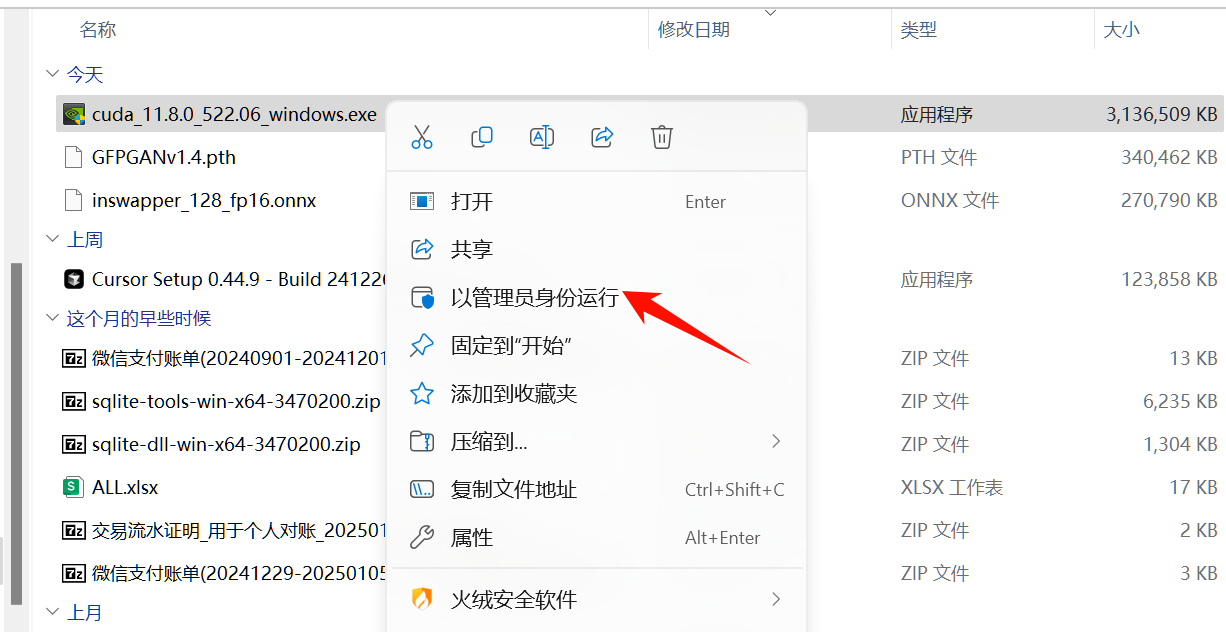 名称 修改日期 类型 大小
今天
cuda_11.8.0_522.06_windows.exe 应用程序 3,136,509 KB
GFPGANv1.4.pth PTH 文件 340,462 KB
inswapper_128_fp16.onnx ONNX 文件 270,790 KB
上周
Cursor Setup 0.44.9 - Build 24122 应用程序 123,858 KB
这个月的早些时候
微信支付账单(20240901-20241201 ZIP 文件 13 KB
sqlite-tools-win-x64-3470200.zip ZIP 文件 6,235 KB
sqlite-dll-win-x64-3470200.zip ZIP 文件 1,304 KB
ALL.xlsx XLSX 工作表 17 KB
交易流水证明_用于个人对账_202501 ZIP 文件 2 KB
微信支付账单(20241229-20250105 ZIP 文件 3 KB
上月
打开 Enter
共享
以管理员身份运行
固定到"开始"
添加到收藏夹
压缩到...
复制文件地址 Ctrl+Shift+C
属性 Alt+Enter
火绒安全软件